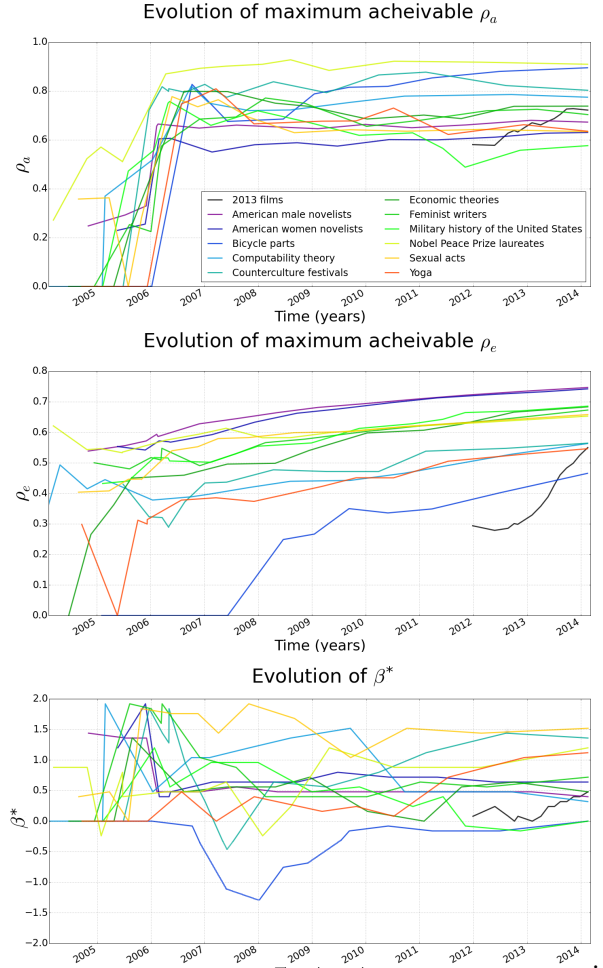 Evolution of maximum acheivable ρa
1.0
0.8
0.6
0.4
0.2
0.0
ρa
2013 films
American male novelists
American women novelists
Bicycle parts
Computability theory
Counterculture festivals
Economic theories
Feminist writers
Military history of the United States
Nobel Peace Prize laureates
Sexual acts
Yoga
2005 2006 2007 2008 2009 2010 2011 2012 2013 2014
Time (years)
Evolution of maximum acheivable ρe
0.8
0.7
0.6
0.5
0.4
0.3
0.2
0.1
0.0
ρe
2005 2006 2007 2008 2009 2010 2011 2012 2013 2014
Time (years)
Evolution of β*
2.0
1.5
1.0
0.5
0.0
−0.5
−1.0
−1.5
−2.0
β*
2005 2006 2007 2008 2009 2010 2011 2012 2013 2014